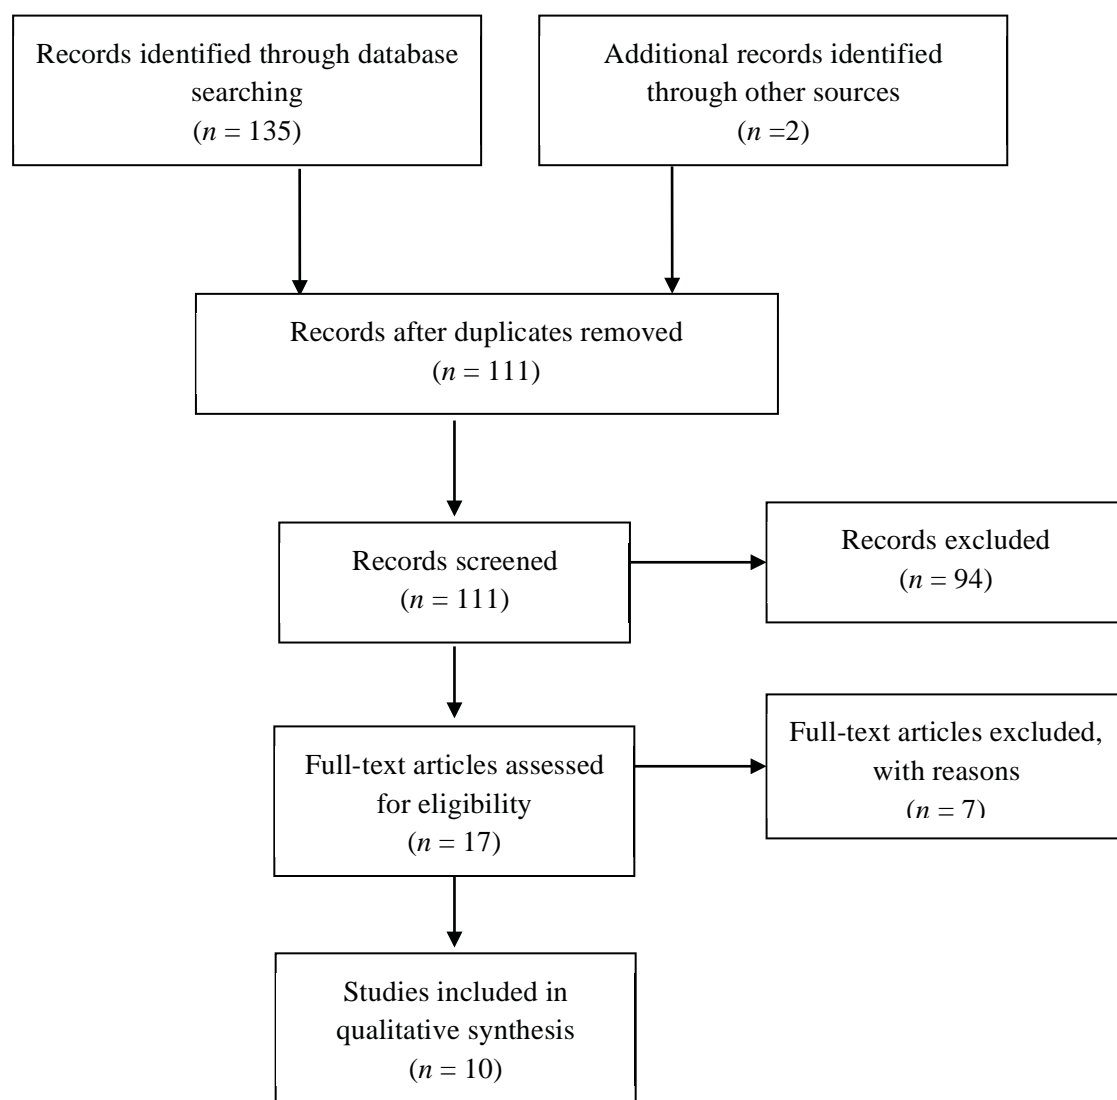 Records identified through database
searching
(n = 135)
Additional records identified
through other sources
(n =2)
Records after duplicates removed
(n = 111)
Records screened
(n = 111)
Records excluded
(n = 94)
Full-text articles assessed
for eligibility
(n = 17)
Full-text articles excluded,
with reasons
(n = 7)
Studies included in
qualitative synthesis
(n = 10)